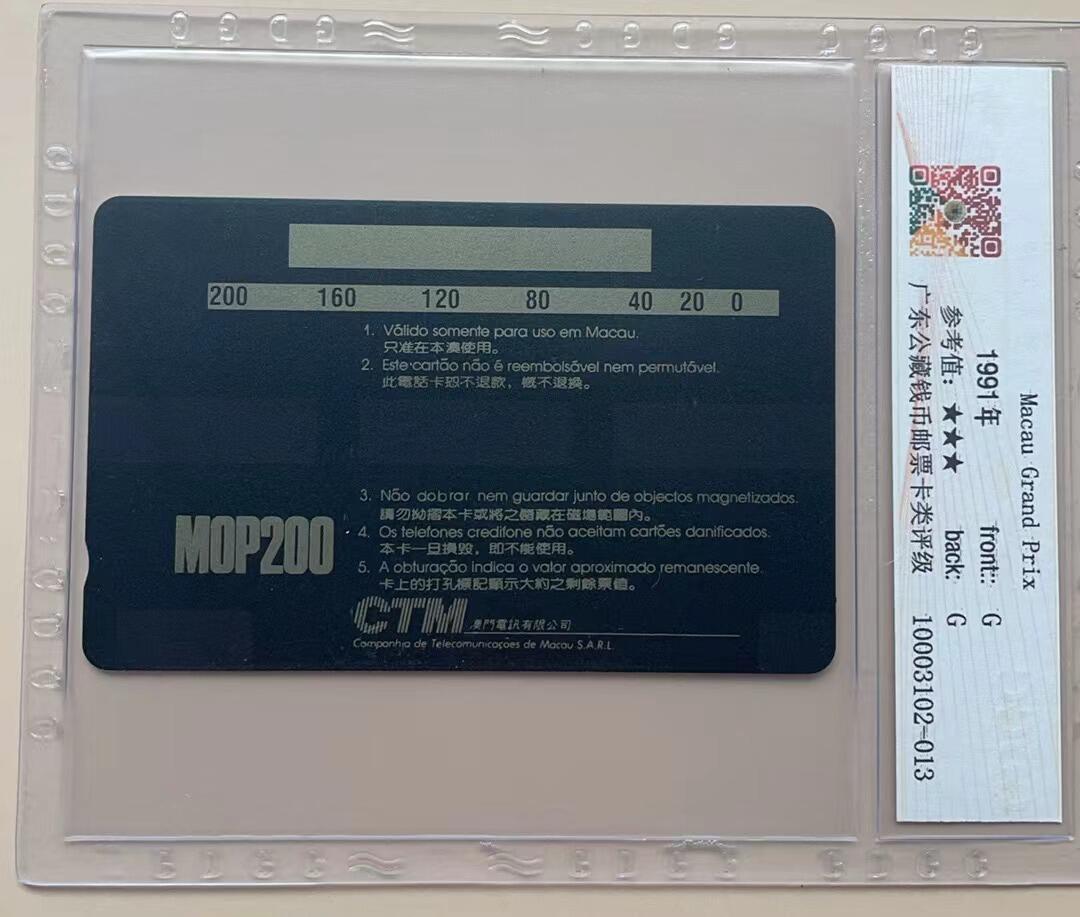 200 160 120 80 40 20 0
1. Válido somente para uso em Macau.
只准在本澳使用。
2. Este cartão não é reembolsável nem permutável.
此電話卡恕不退款，概不退換。
3. Não dobrar nem guardar junto de objectos magnetizados.
請勿拗摺本卡或將之儲藏在磁場範圍內。
4. Os telefones credifone não aceitam cartões danificados.
本卡一旦損毀，即不能使用。
5. A obturação indica o valor aproximado remanescente.
卡上的打孔標記顯示大約之剩餘票值。
MOP200
CTM 澳門電訊有限公司
Companhia de Telecomunicações de Macau S.A.R.L.
Macau Grand Prix
1991年 front:: G
参考值：★★★ back: G
广东公藏钱币邮票卡类评级 10003102-013